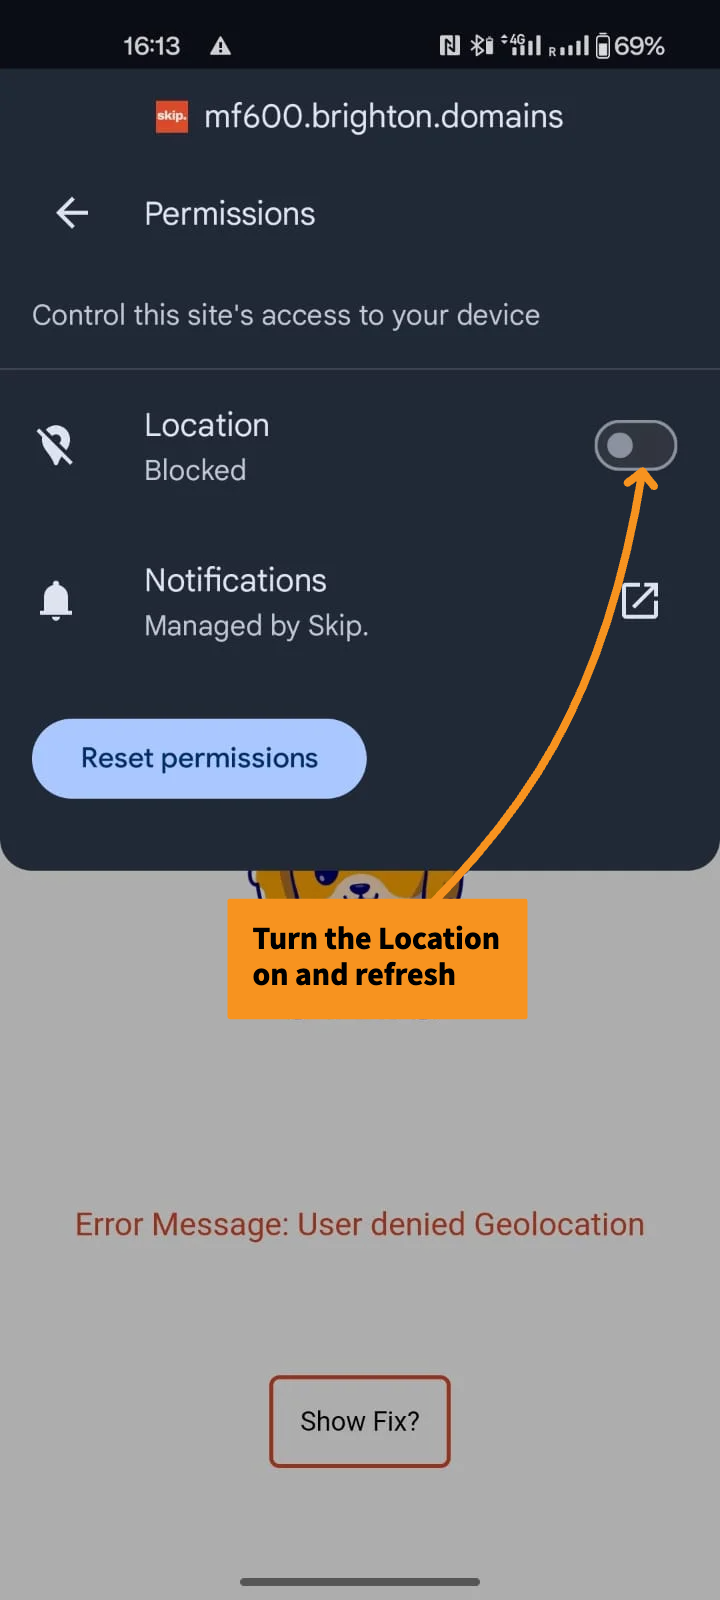 16:13 4G R 69%
skip. mf600.brighton.domains
Permissions
Control this site's access to your device
Location
Blocked
Notifications
Managed by Skip.
Reset permissions
Turn the Location
on and refresh
Error Message: User denied Geolocation
Show Fix?